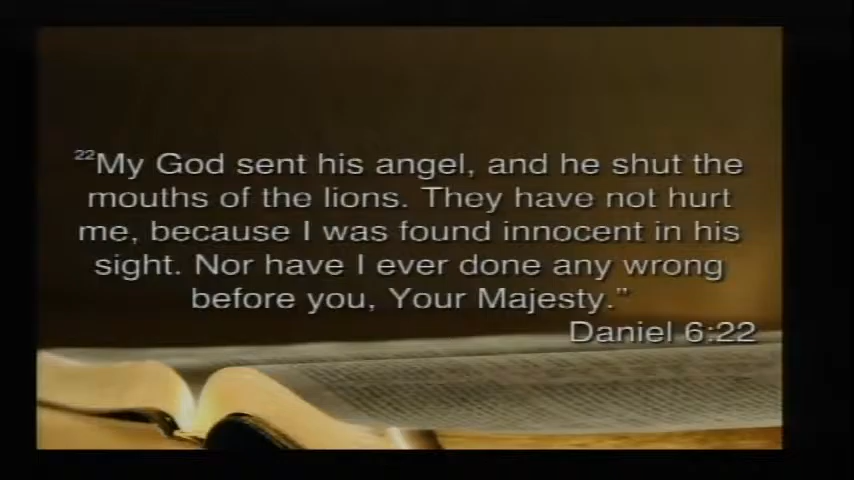 ²²My God sent his angel, and he shut the
mouths of the lions. They have not hurt
me, because I was found innocent in his
sight. Nor have I ever done any wrong
before you, Your Majesty.”
Daniel 6:22